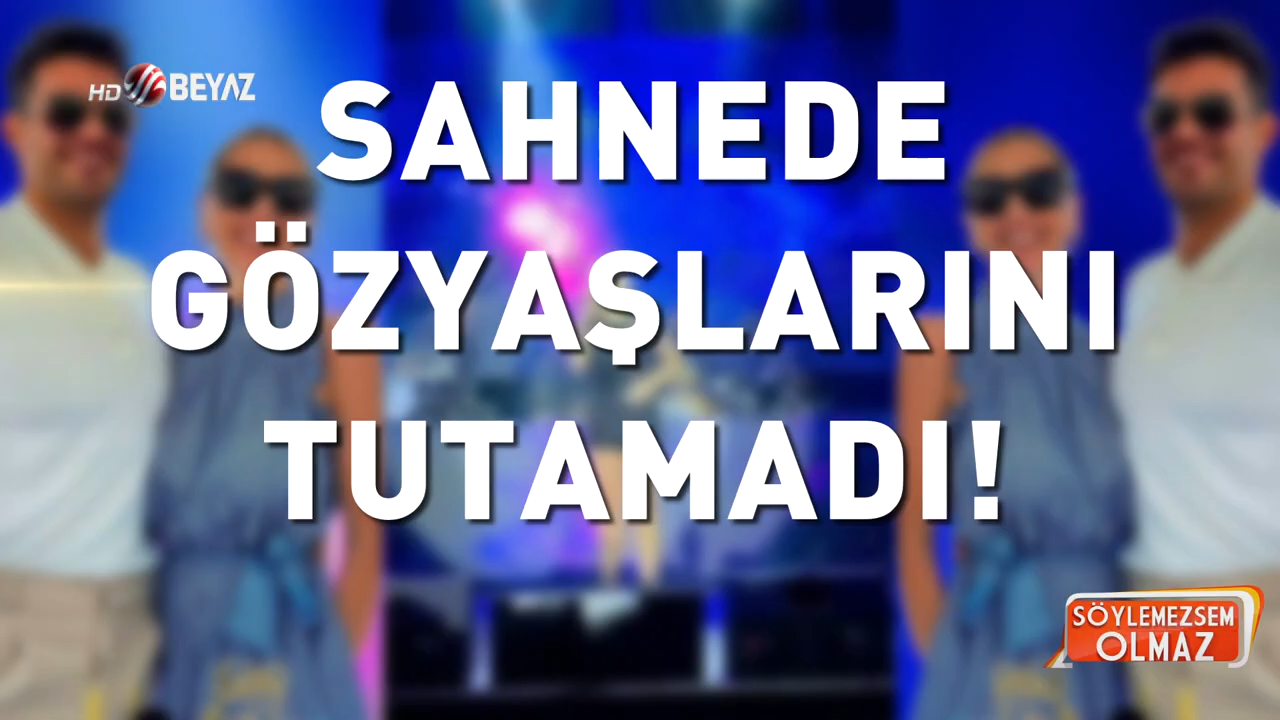 HD BEYAZ
SAHNEDE
GÖZYAŞLARINI
TUTAMADI!
SÖYLEMEZSEM
OLMAZ